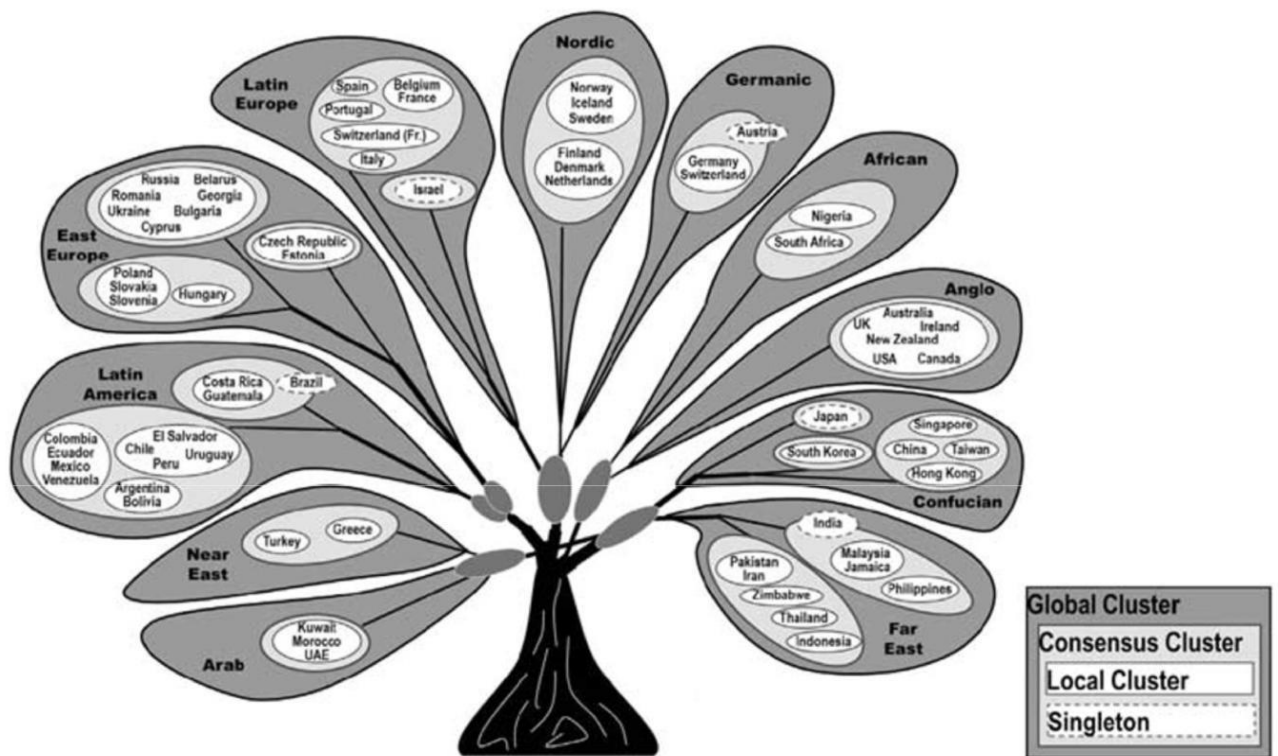 Nordic
Norway
Iceland
Sweden
Finland
Denmark
Netherlands
Latin
Europe
Spain
Belgium
France
Portugal
Switzerland (Fr.)
Italy
Israel
Germanic
Austria
Germany
Switzerland
African
Nigeria
South Africa
East
Europe
Russia Belarus
Romania Georgia
Ukraine Bulgaria
Cyprus
Czech Republic
Estonia
Poland
Slovakia
Slovenia
Hungary
Anglo
Australia
UK Ireland
New Zealand
USA Canada
Latin
America
Costa Rica
Guatemala
Brazil
Colombia
Ecuador
Mexico
Venezuela
El Salvador
Chile Uruguay
Peru
Argentina
Bolivia
Japan
South Korea
Singapore
China Taiwan
Hong Kong
Confucian
Near
East
Turkey
Greece
Arab
Kuwait
Morocco
UAE
India
Malaysia
Jamaica
Philippines
Pakistan
Iran
Zimbabwe
Thailand
Indonesia
Far
East
Global Cluster
Consensus Cluster
Local Cluster
Singleton